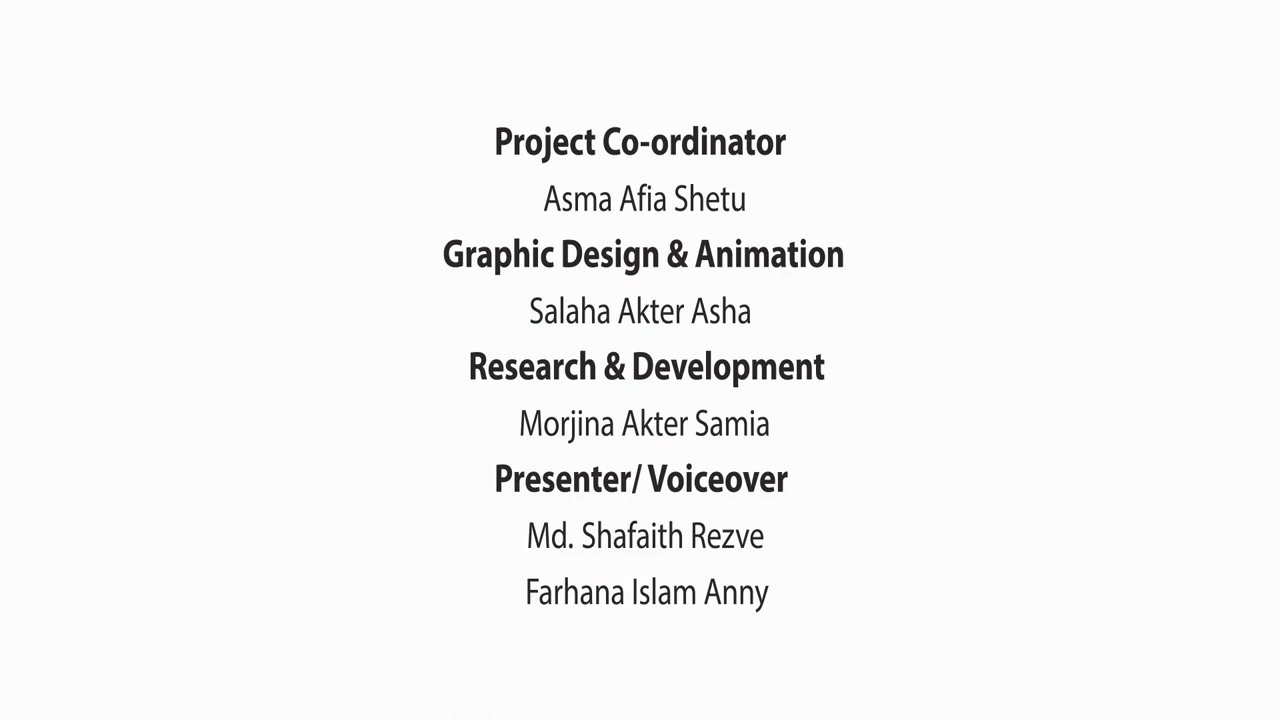 Project Co-ordinator
Asma Afia Shetu
Graphic Design & Animation
Salaha Akter Asha
Research & Development
Morjina Akter Samia
Presenter/ Voiceover
Md. Shafaith Rezve
Farhana Islam Anny